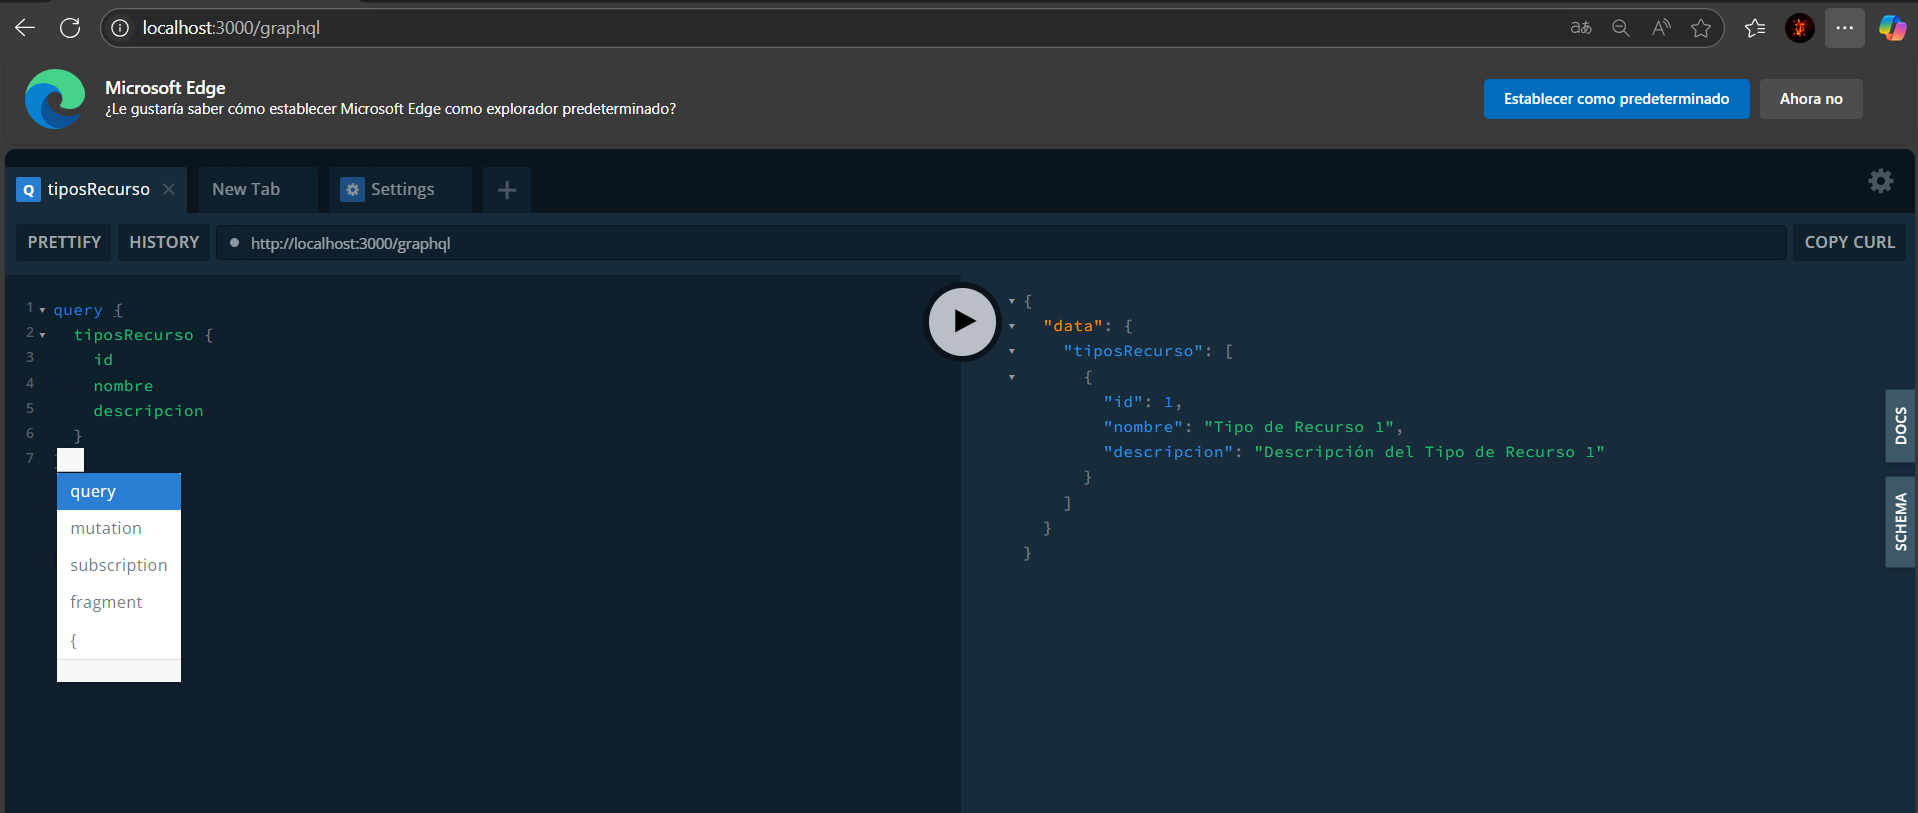 localhost:3000/graphql
Microsoft Edge
¿Le gustaría saber cómo establecer Microsoft Edge como explorador predeterminado?
Establecer como predeterminado
Ahora no
Q tiposRecurso
New Tab
Settings
PRETTIFY
HISTORY
http://localhost:3000/graphql
COPY CURL
1 query {
2 tiposRecurso {
3 id
4 nombre
5 descripcion
6 }
7
query
mutation
subscription
fragment
{
{
"data": {
"tiposRecurso": [
{
"id": 1,
"nombre": "Tipo de Recurso 1",
"descripcion": "Descripción del Tipo de Recurso 1"
}
]
}
}
DOCS
SCHEMA